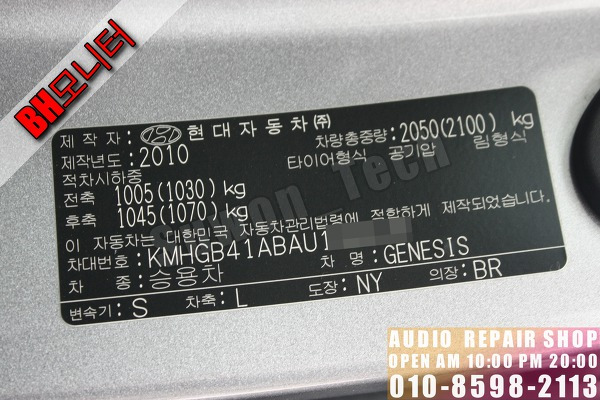 BH모니터
제 작 자 : 현대자동차㈜
제작년도 : 2010 차량총중량 : 2050(2100) kg
적차시하중 타이어형식 공기압 림형식
전축 1005(1030) kg
후축 1045(1070) kg
이 자동차는 대한민국 자동차관리법령에 적합하게 제작되었습니다.
차대번호 : KMHGB41ABAU1
차 종 : 승용차 차 명 : GENESIS
변속기 : S 차축 : L 도장 : NY 의장 : BR
AUDIO REPAIR SHOP
OPEN AM 10:00 PM 20:00
010-8598-2113